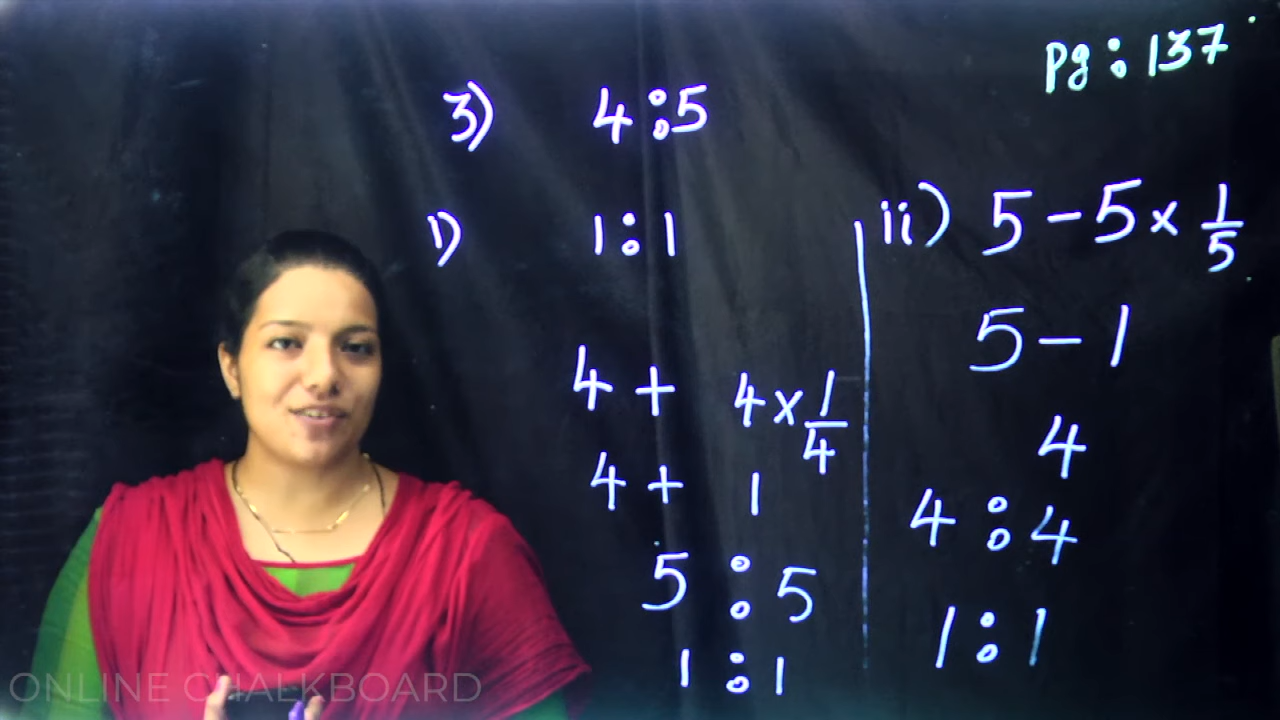 pg : 137
3) 4 : 5
i) 1 : 1
4 + 4 × 1/4
4 + 1
5 : 5
1 : 1
ii) 5 - 5 × 1/5
5 - 1
4
4 : 4
1 : 1
ONLINE CHALKBOARD